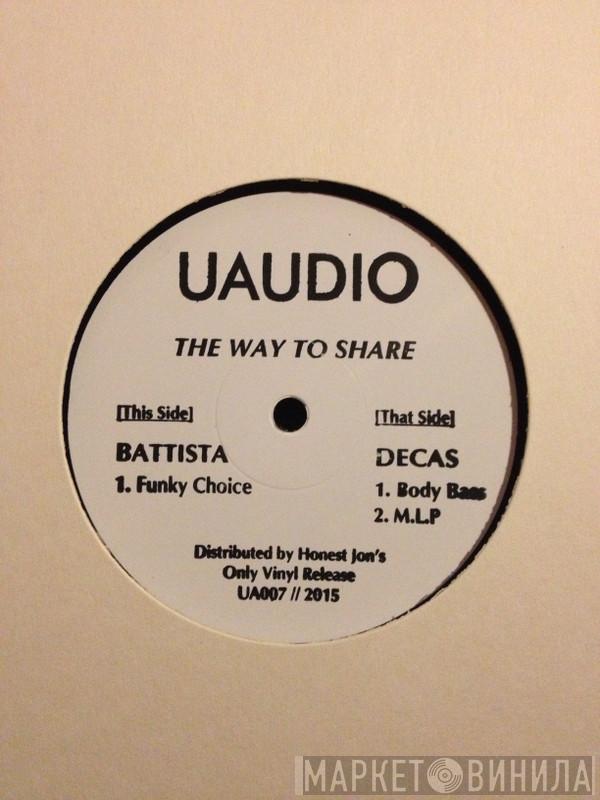 UAUDIO
THE WAY TO SHARE
[This Side]
BATTISTA
1. Funky Choice
[That Side]
DECAS
1. Body
2. M.L.P
Distributed by Honest Jon's
Only Vinyl Release
UA007 // 2015
МАРКЕТ ВИНИЛА